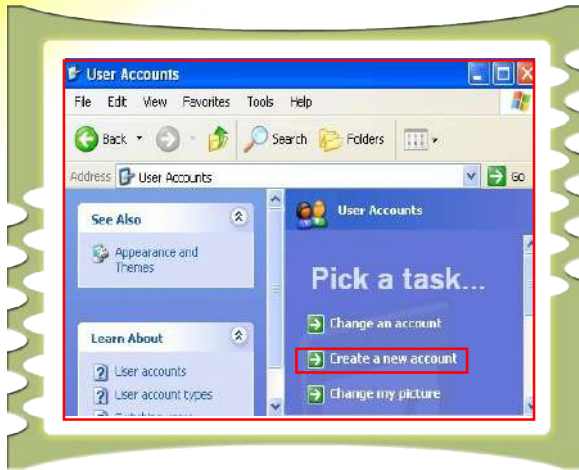 User Accounts
File Edit View Favorites Tools Help
Back Search Folders
Address User Accounts Go
See Also
Appearance and
Themes
Learn About
User accounts
User account types
User Accounts
Pick a task...
Change an account
Create a new account
Change my picture